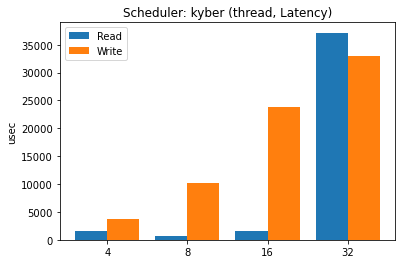 Scheduler: kyber (thread, Latency)
Read
Write
usec
35000
30000
25000
20000
15000
10000
5000
0
4 8 16 32